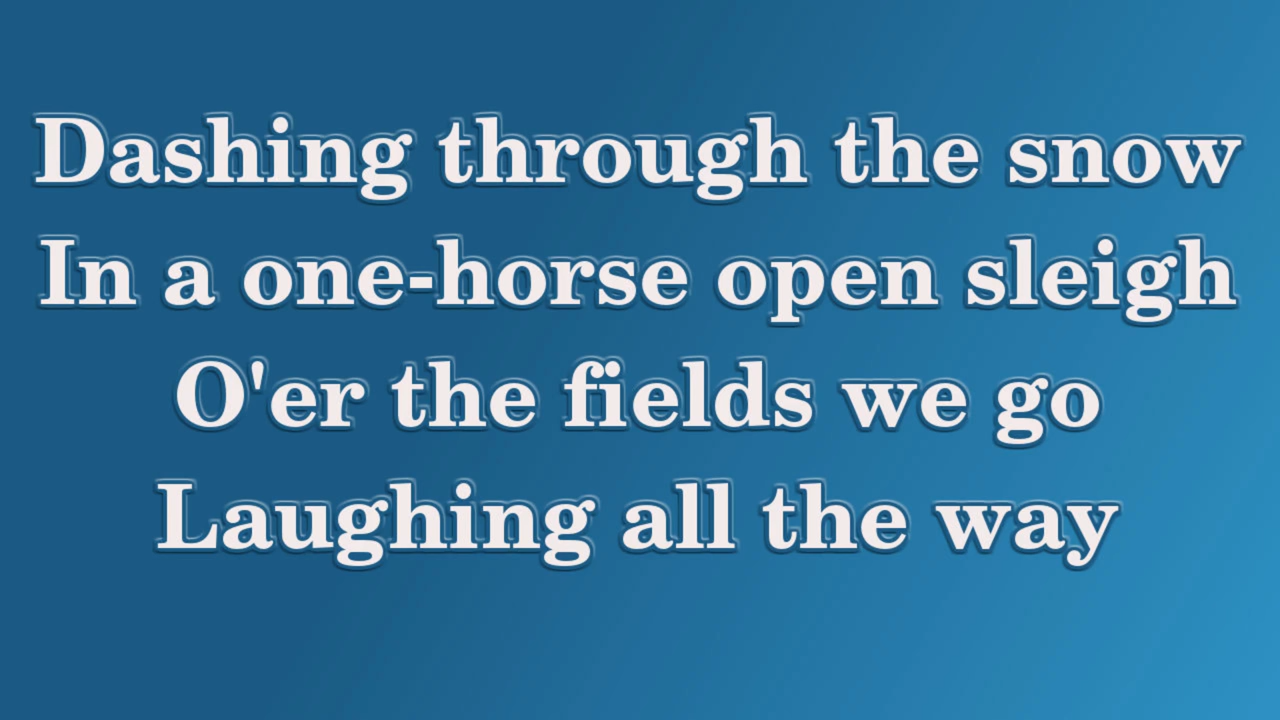 Dashing through the snow
In a one-horse open sleigh
O'er the fields we go
Laughing all the way